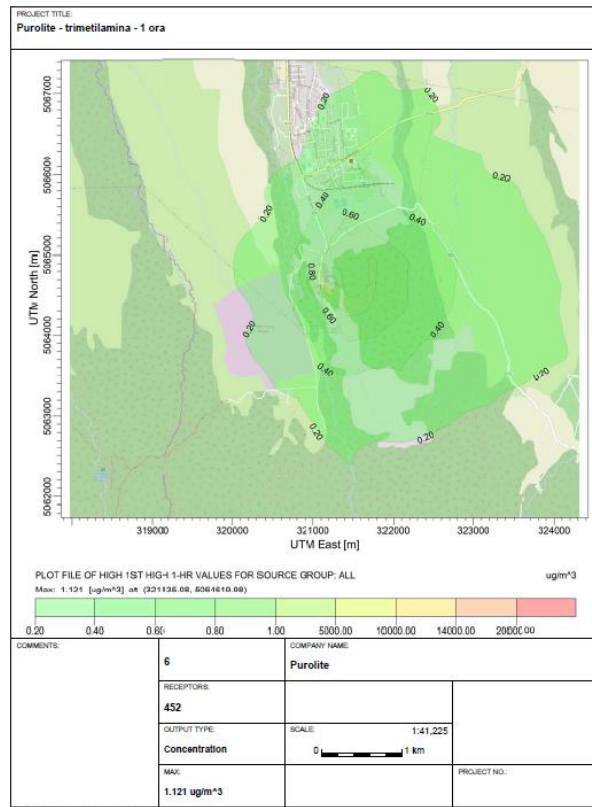 PROJECT TITLE:
Purolite - trimetilamina - 1 ora
UTM North [m]
5067000
5066000
5065000
5064000
5063000
5062000
0.20
0.20
0.20
0.40
0.20
0.60
0.40
0.80
0.60
0.20
0.40
0.40
0.20
0.20
0.20
319000 320000 321000 322000 323000 324000
UTM East [m]
PLOT FILE OF HIGH 1ST HIGH 1-HR VALUES FOR SOURCE GROUP: ALL ug/m^3
Max: 1.121 [ug/m^3] at (321135.08, 5064619.08)
0.20 0.40 0.60 0.80 1.00 5000.00 10000.00 14000.00 20000.00
COMMENTS:
6
COMPANY NAME:
Purolite
RECEPTORS:
452
OUTPUT TYPE:
Concentration
SCALE: 1:41,225
0 1 km
MAX:
1.121 ug/m^3
PROJECT NO.: